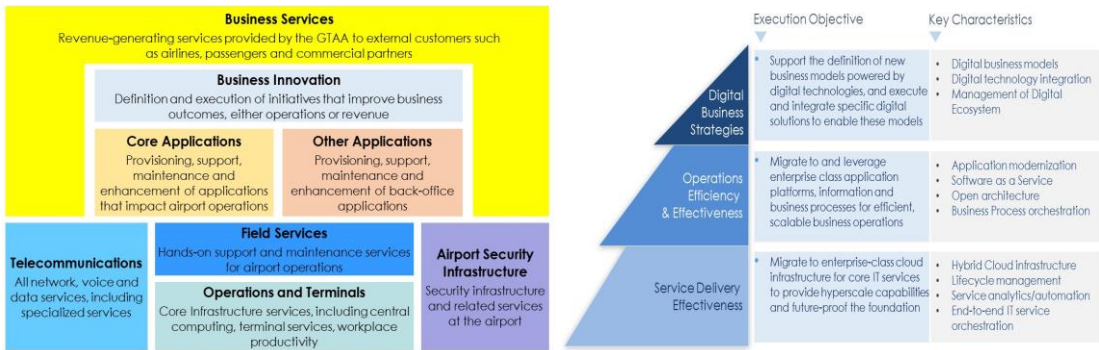 Business Services
Revenue-generating services provided by the GTAA to external customers such
as airlines, passengers and commercial partners
Business Innovation
Definition and execution of initiatives that improve business
outcomes, either operations or revenue
Core Applications
Provisioning, support,
maintenance and
enhancement of applications
that impact airport operations
Other Applications
Provisioning, support,
maintenance and
enhancement of back-office
applications
Telecommunications
All network, voice and
data services, including
specialized services
Field Services
Hands-on support and maintenance services
for airport operations
Operations and Terminals
Core Infrastructure services, including central
computing, terminal services, workplace
productivity
Airport Security
Infrastructure
Security infrastructure
and related services
at the airport
Execution Objective
Key Characteristics
Digital
Business
Strategies
• Support the definition of new
business models powered by
digital technologies, and execute
and integrate specific digital
solutions to enable these models
• Digital business models
• Digital technology integration
• Management of Digital
Ecosystem
Operations
Efficiency
& Effectiveness
• Migrate to and leverage
enterprise class application
platforms, information and
business processes for efficient,
scalable business operations
• Application modernization
• Software as a Service
• Open architecture
• Business Process orchestration
Service Delivery
Effectiveness
• Migrate to enterprise-class cloud
infrastructure for core IT services
to provide hyperscale capabilities
and future-proof the foundation
• Hybrid Cloud infrastructure
• Lifecycle management
• Service analytics/automation
• End-to-end IT service
orchestration